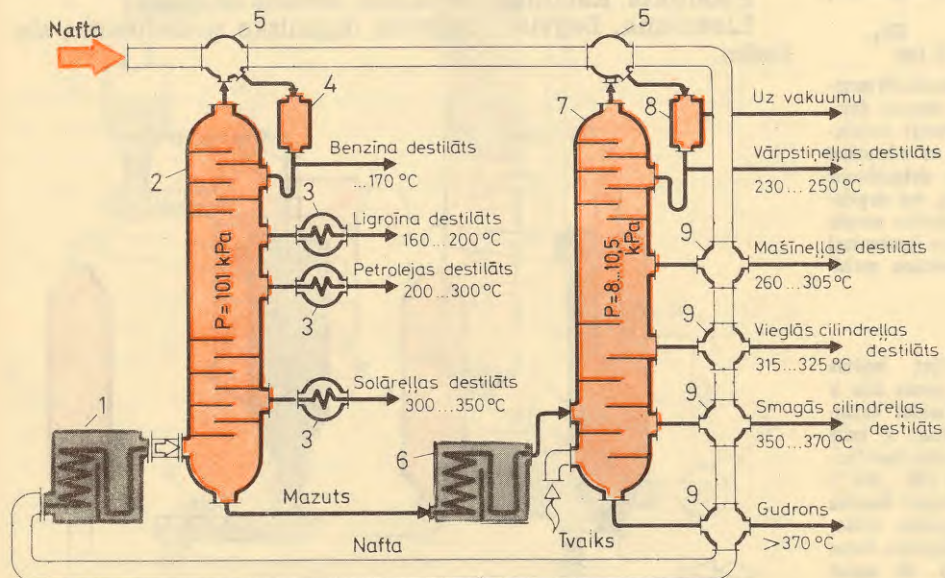 Nafta
5
5
4
7
8
Uz vakuumu
2
Benzīna destilāts
...170 °C
Vārpstiņeļļas destilāts
230...250 °C
3
Ligroīna destilāts
160...200 °C
9
Mašīneļļas destilāts
260...305 °C
P = 101 kPa
P = 8...10,5
kPa
Petrolejas destilāts
200...300 °C
3
9
Vieglās cilindreļļas
destilāts
315...325 °C
Solāreļļas destilāts
300...350 °C
3
9
Smagās cilindreļļas
destilāts
350...370 °C
1
6
Mazuts
Tvaiks
9
Gudrons
>370 °C
Nafta